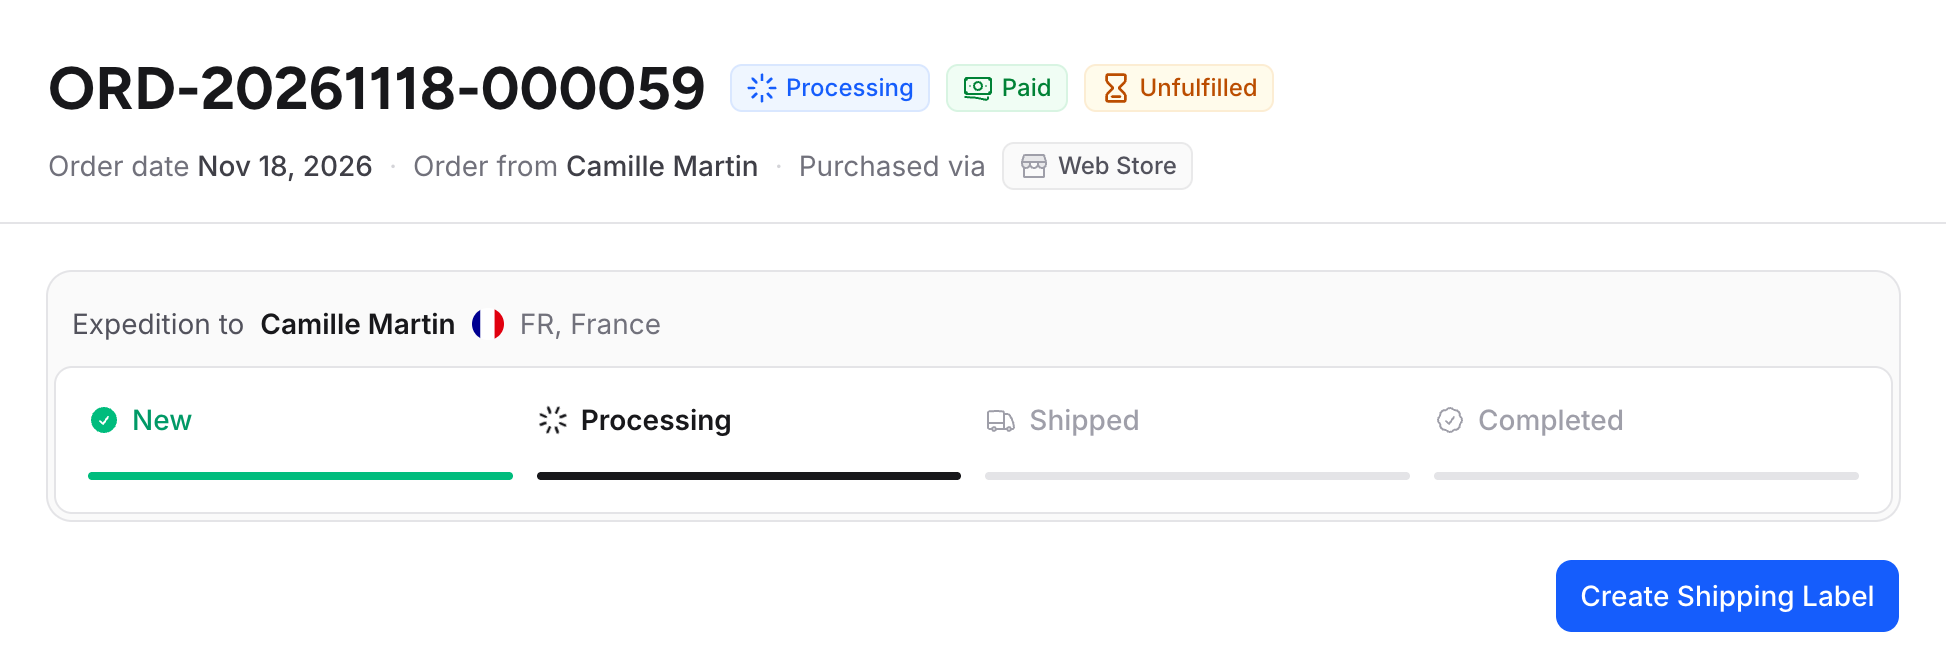 ORD-20261118-000059 Processing Paid Unfulfilled
Order date Nov 18, 2026 · Order from Camille Martin · Purchased via Web Store
Expedition to Camille Martin FR, France
New Processing Shipped Completed
Create Shipping Label